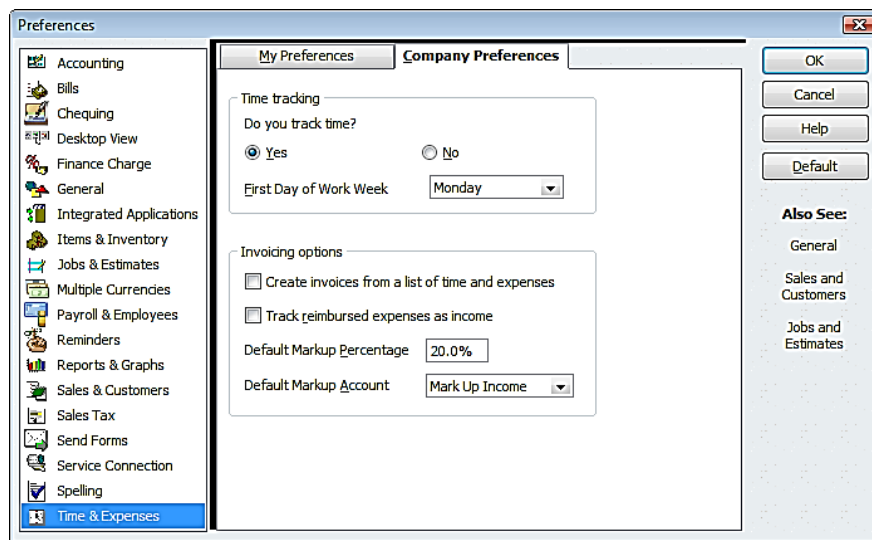 Preferences
Accounting
Bills
Chequing
Desktop View
Finance Charge
General
Integrated Applications
Items & Inventory
Jobs & Estimates
Multiple Currencies
Payroll & Employees
Reminders
Reports & Graphs
Sales & Customers
Sales Tax
Send Forms
Service Connection
Spelling
Time & Expenses
My Preferences
Company Preferences
Time tracking
Do you track time?
Yes No
First Day of Work Week Monday
Invoicing options
Create invoices from a list of time and expenses
Track reimbursed expenses as income
Default Markup Percentage 20.0%
Default Markup Account Mark Up Income
OK
Cancel
Help
Default
Also See:
General
Sales and
Customers
Jobs and
Estimates